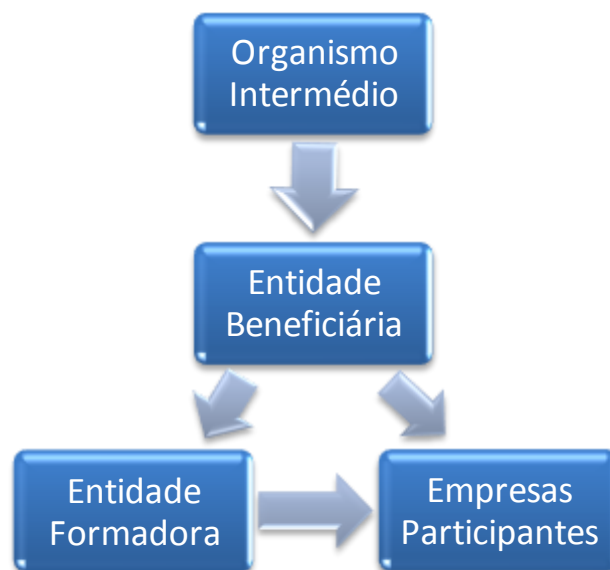 Organismo
Intermédio
Entidade
Beneficiária
Entidade
Formadora
Empresas
Participantes